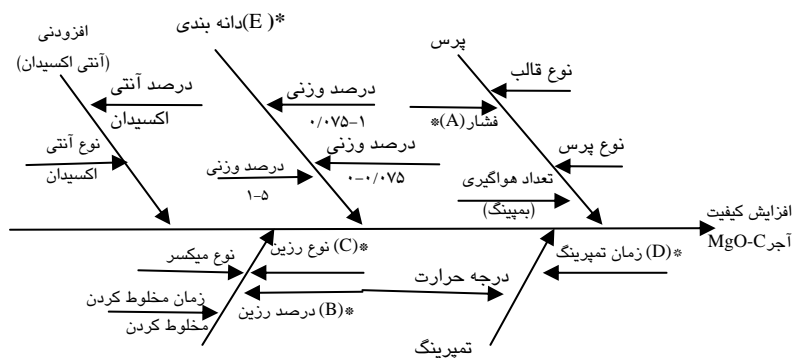 افزودنی
(آنتی اکسیدان)
دانه بندی(E)*
پرس
نوع قالب
درصد آنتی
اکسیدان
درصد وزنی
۰/۰۷۵-۱
فشار(A)*
نوع آنتی
اکسیدان
درصد وزنی
۰-۰/۰۷۵
درصد وزنی
۱-۵
نوع پرس
تعداد هواگیری
(بمپینگ)
افزایش کیفیت
آجرMgO-C
نوع میکسر
*(C) نوع رزین
*(D) زمان تمپرینگ
درجه حرارت
زمان مخلوط کردن
*(B) درصد رزین
مخلوط کردن
تمپرینگ